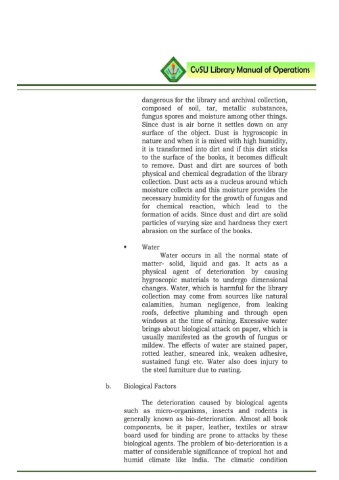 CvSU Library Manual of Operations
dangerous for the library and archival collection,
composed of soil, tar, metallic substances,
fungus spores and moisture among other things.
Since dust is air borne it settles down on any
surface of the object. Dust is hygroscopic in
nature and when it is mixed with high humidity,
it is transformed into dirt and if this dirt sticks
to the surface of the books, it becomes difficult
to remove. Dust and dirt are sources of both
physical and chemical degradation of the library
collection. Dust acts as a nucleus around which
moisture collects and this moisture provides the
necessary humidity for the growth of fungus and
for chemical reaction, which lead to the
formation of acids. Since dust and dirt are solid
particles of varying size and hardness they exert
abrasion on the surface of the books.
• Water
Water occurs in all the normal state of
matter- solid, liquid and gas. It acts as a
physical agent of deterioration by causing
hygroscopic materials to undergo dimensional
changes. Water, which is harmful for the library
collection may come from sources like natural
calamities, human negligence, from leaking
roofs, defective plumbing and through open
windows at the time of raining. Excessive water
brings about biological attack on paper, which is
usually manifested as the growth of fungus or
mildew. The effects of water are stained paper,
rotted leather, smeared ink, weaken adhesive,
sustained fungi etc. Water also does injury to
the steel furniture due to rusting.
b. Biological Factors
The deterioration caused by biological agents
such as micro-organisms, insects and rodents is
generally known as bio-deterioration. Almost all book
components, be it paper, leather, textiles or straw
board used for binding are prone to attacks by these
biological agents. The problem of bio-deterioration is a
matter of considerable significance of tropical hot and
humid climate like India. The climatic condition